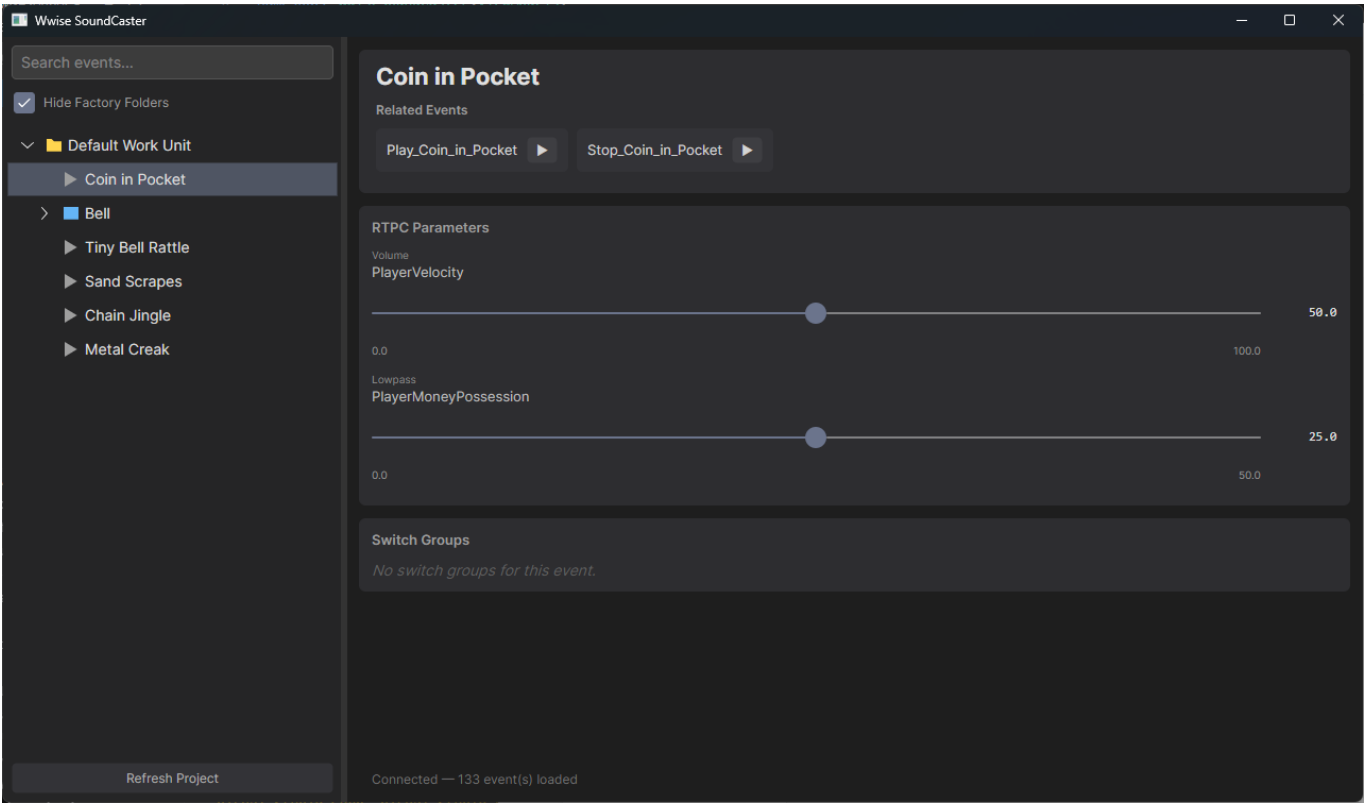 Wwise SoundCaster
Search events...
Hide Factory Folders
Default Work Unit
Coin in Pocket
Bell
Tiny Bell Rattle
Sand Scrapes
Chain Jingle
Metal Creak
Refresh Project
Coin in Pocket
Related Events
Play_Coin_in_Pocket
Stop_Coin_in_Pocket
RTPC Parameters
Volume
PlayerVelocity
50.0
0.0
100.0
Lowpass
PlayerMoneyPossession
25.0
0.0
50.0
Switch Groups
No switch groups for this event.
Connected — 133 event(s) loaded